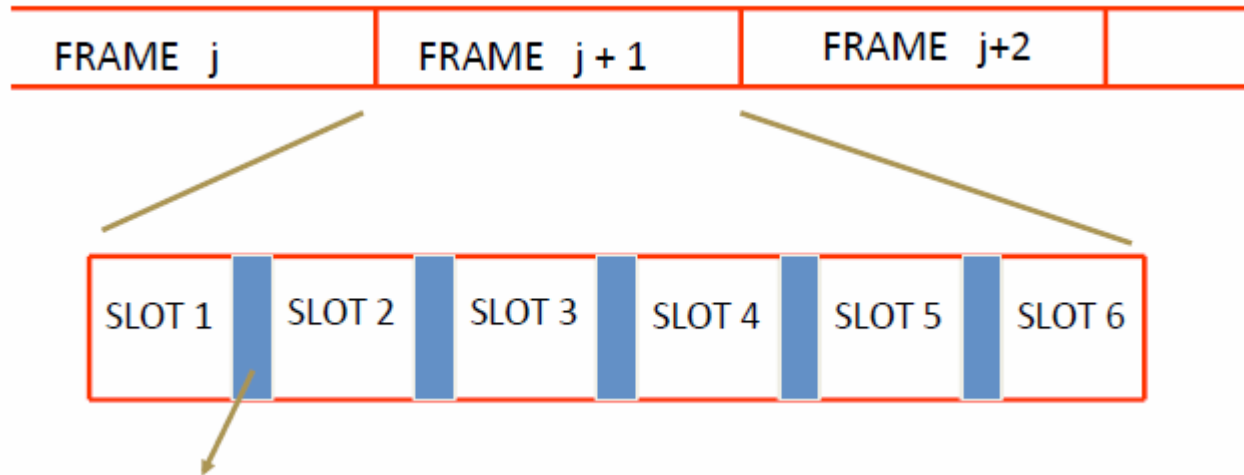 FRAME j
FRAME j + 1
FRAME j+2
SLOT 1
SLOT 2
SLOT 3
SLOT 4
SLOT 5
SLOT 6